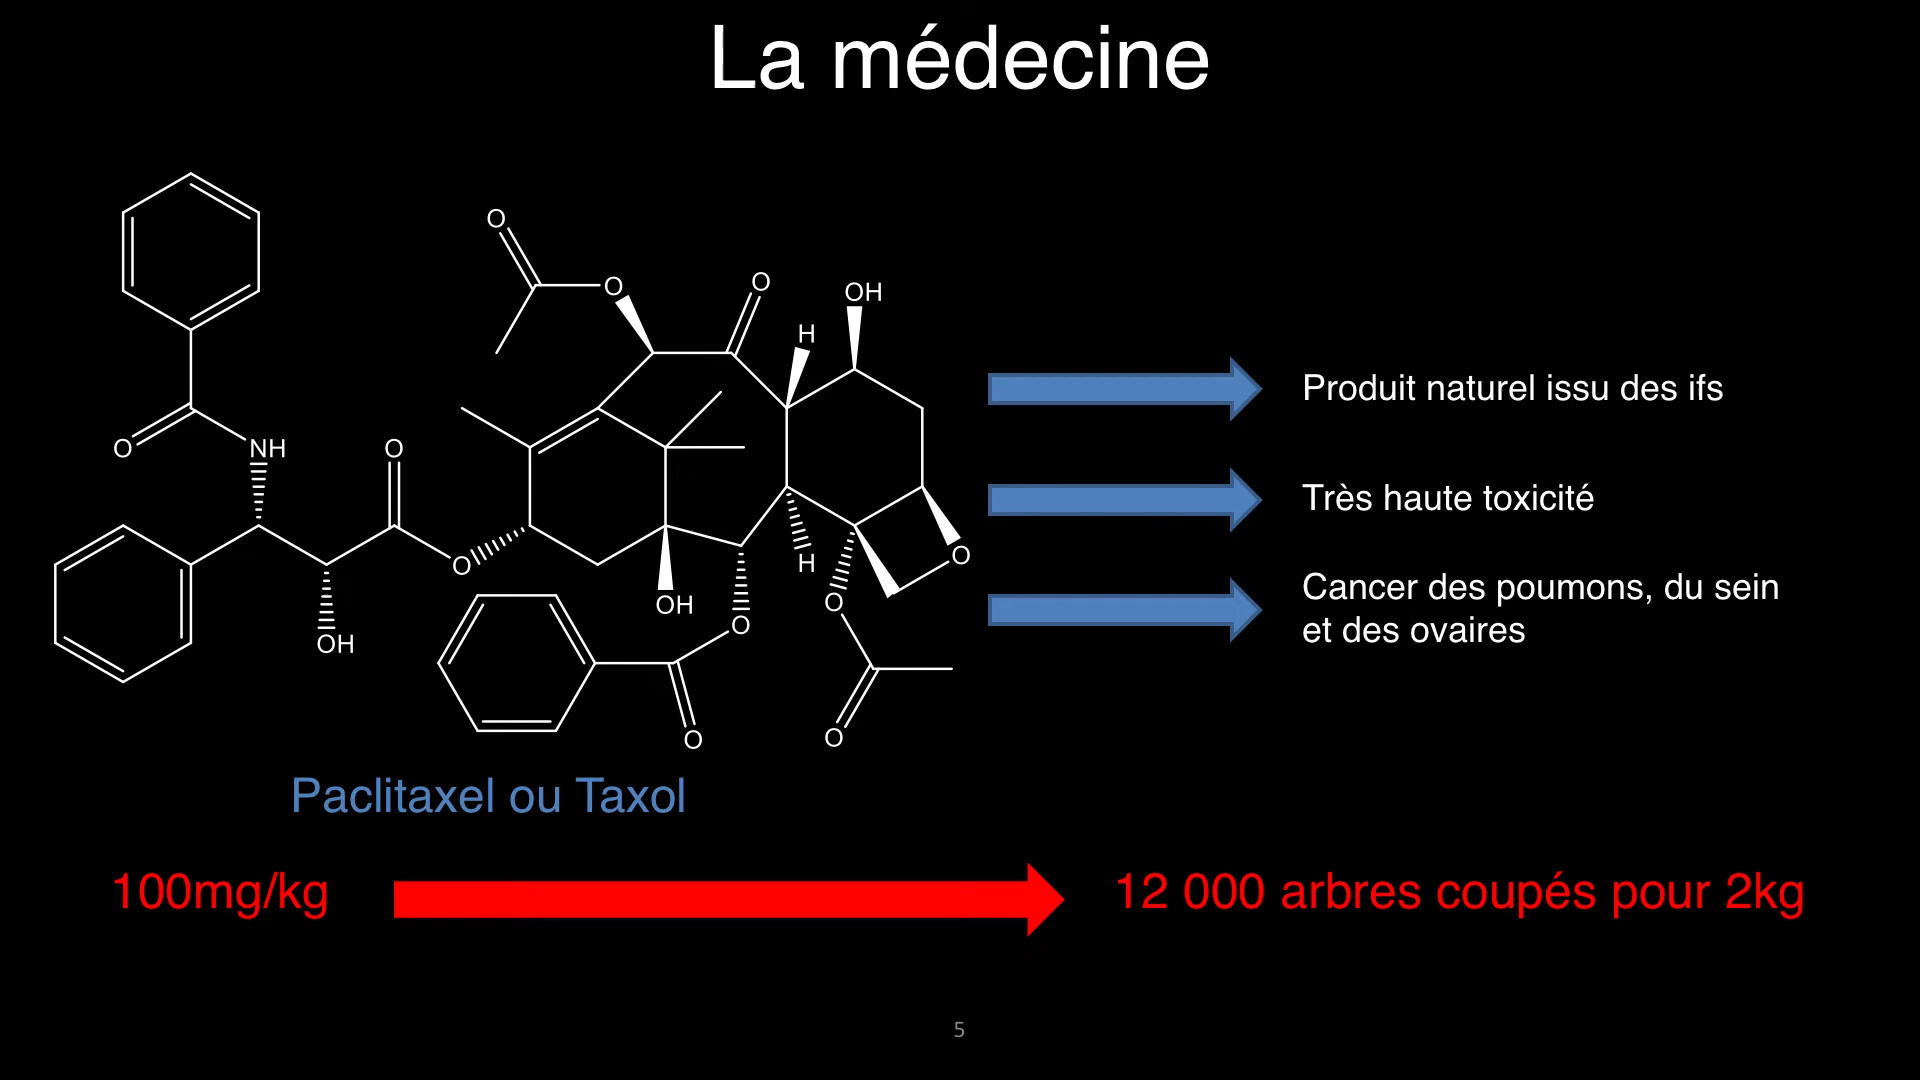 La médecine
O
O
O
OH
H
O
NH
O
O
H
O
OH
O
O
OH
O
O
Produit naturel issu des ifs
Très haute toxicité
Cancer des poumons, du sein
et des ovaires
Paclitaxel ou Taxol
100mg/kg
12 000 arbres coupés pour 2kg
5